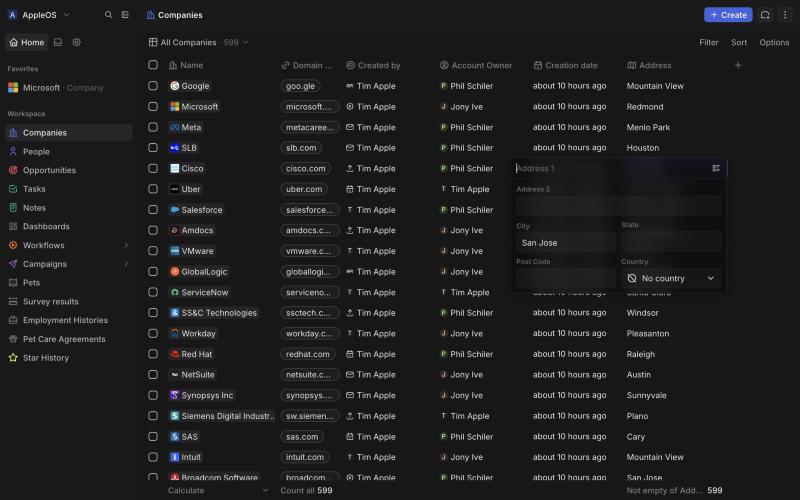 AppleOS
Companies
Create
Home
All Companies · 599
Filter
Sort
Options
Favorites
Name
Domain ...
Created by
Account Owner
Creation date
Address
Microsoft · Company
Google
goo.gle
Tim Apple
Phil Schiler
about 10 hours ago
Mountain View
Microsoft
microsoft....
Tim Apple
Jony Ive
about 10 hours ago
Redmond
Workspace
Meta
metacaree...
Tim Apple
Phil Schiler
about 10 hours ago
Menlo Park
Companies
SLB
slb.com
Tim Apple
Phil Schiler
about 10 hours ago
Houston
People
Cisco
cisco.com
Tim Apple
Phil Schiler
Address 1
Opportunities
Uber
uber.com
Tim Apple
Tim Apple
Address 2
Tasks
Salesforce
salesforce...
Tim Apple
Phil Schiler
Notes
Amdocs
amdocs.c...
Tim Apple
Jony Ive
City
State
Dashboards
VMware
vmware.c...
Tim Apple
Jony Ive
San Jose
Workflows
GlobalLogic
globallogi...
Tim Apple
Jony Ive
Post Code
Country
Campaigns
No country
Pets
ServiceNow
serviceno...
Tim Apple
Tim Apple
Survey results
SS&C Technologies
ssctech.c...
Tim Apple
Phil Schiler
about 10 hours ago
Windsor
Employment Histories
Workday
workday.c...
Tim Apple
Jony Ive
about 10 hours ago
Pleasanton
Pet Care Agreements
Red Hat
redhat.com
Tim Apple
Phil Schiler
about 10 hours ago
Raleigh
Star History
NetSuite
netsuite.c...
Tim Apple
Jony Ive
about 10 hours ago
Austin
Synopsys Inc
synopsys....
Tim Apple
Jony Ive
about 10 hours ago
Sunnyvale
Siemens Digital Industr...
sw.siemen...
Tim Apple
Tim Apple
about 10 hours ago
Plano
SAS
sas.com
Tim Apple
Phil Schiler
about 10 hours ago
Cary
Intuit
intuit.com
Tim Apple
Jony Ive
about 10 hours ago
Mountain View
Broadcom Software
broadcom...
Tim Apple
Phil Schiler
about 10 hours ago
San Jose
Calculate
Count all 599
Not empty of Add... 599